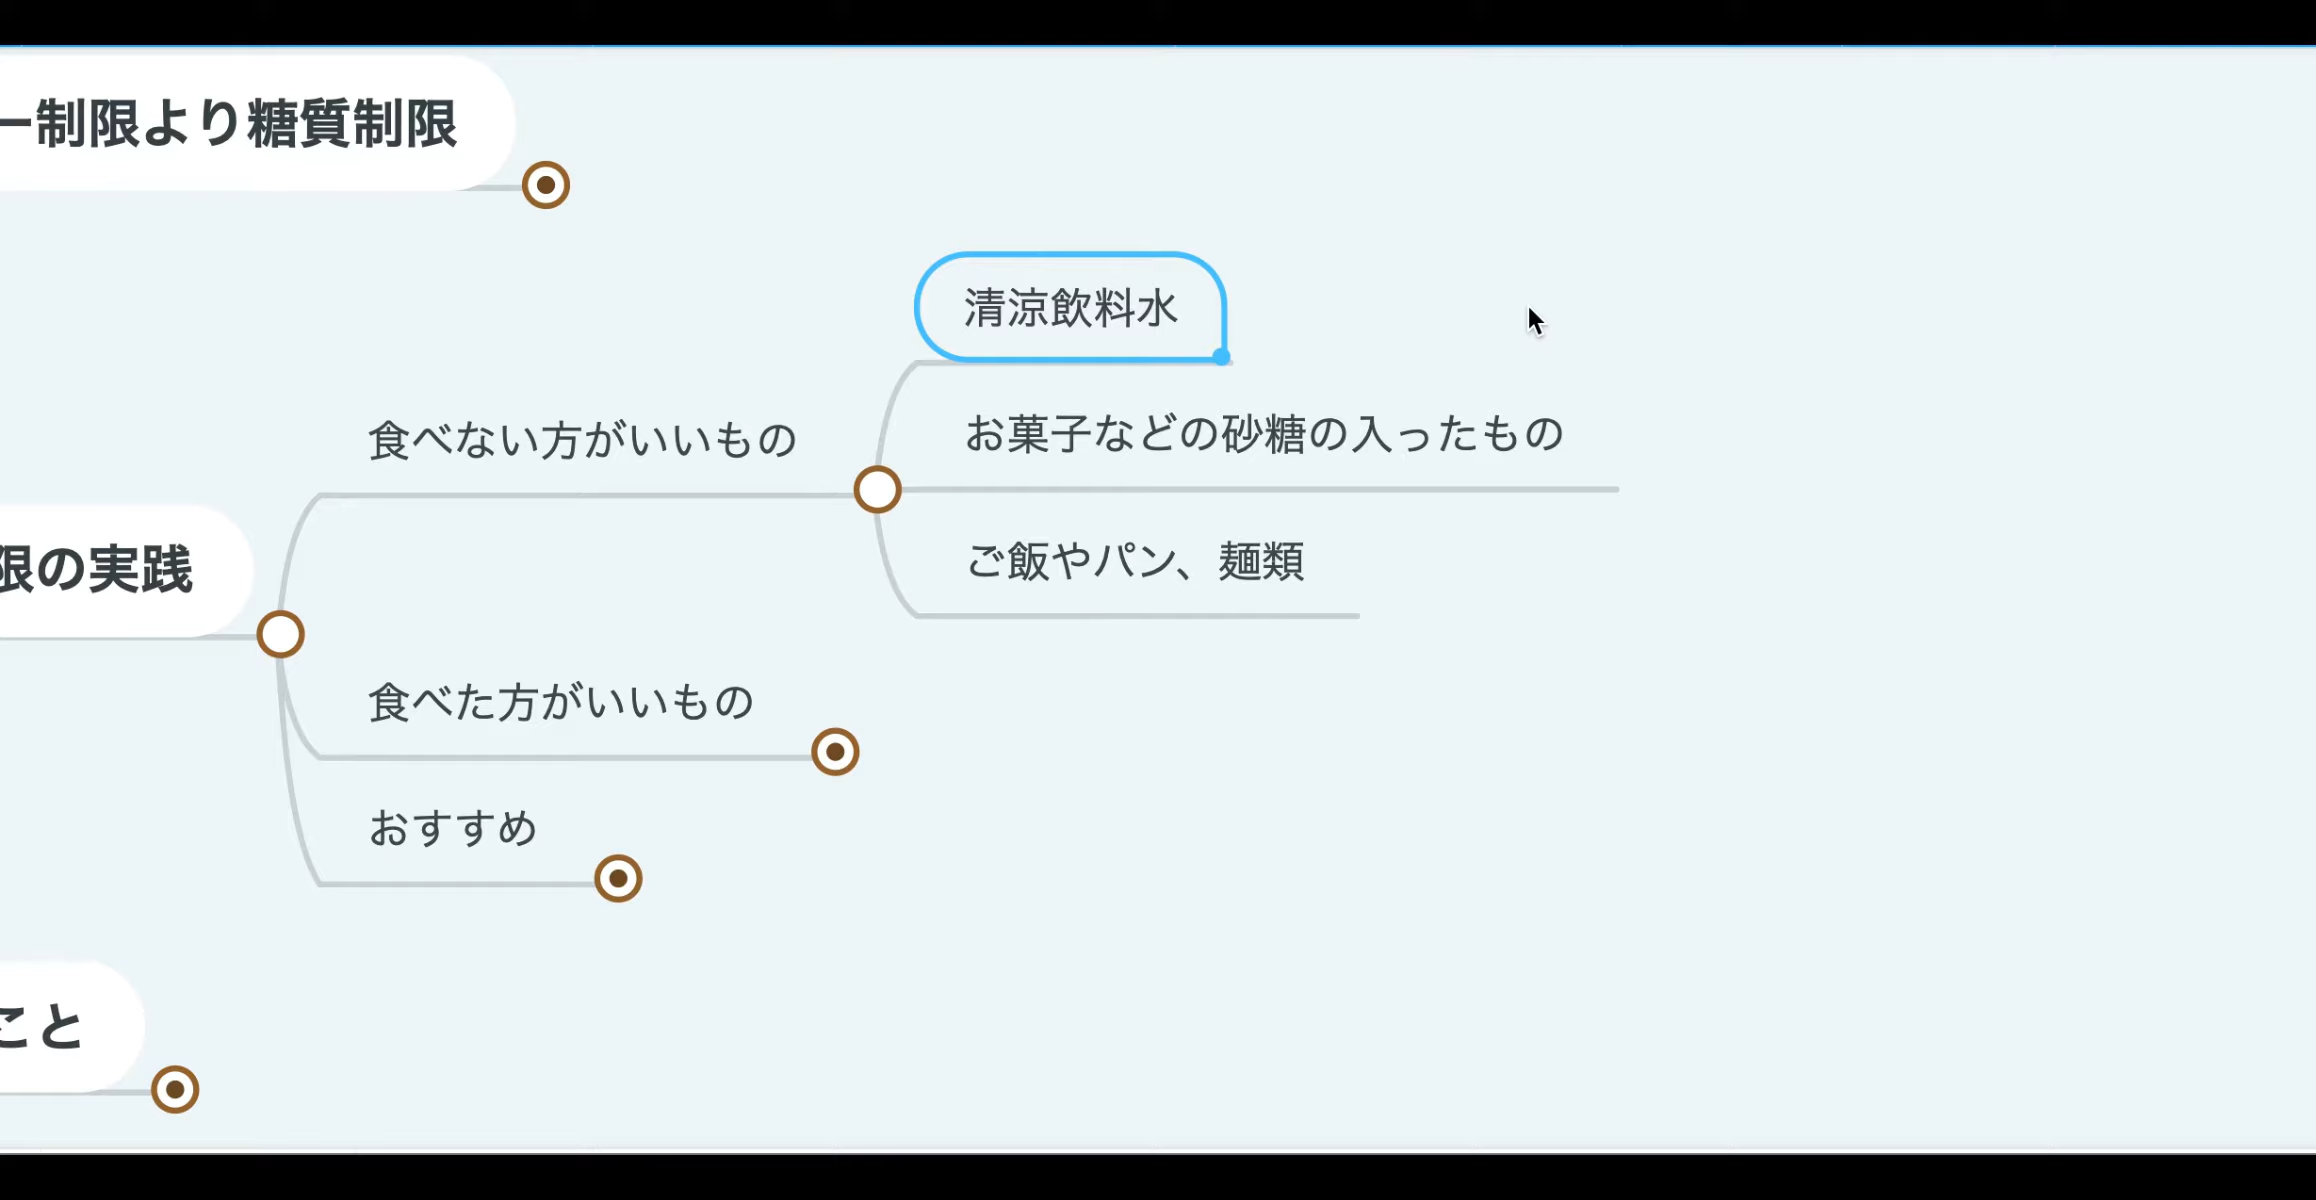 ー制限より糖質制限
清涼飲料水
お菓子などの砂糖の入ったもの
食べない方がいいもの
ご飯やパン、麺類
限の実践
食べた方がいいもの
おすすめ
こと